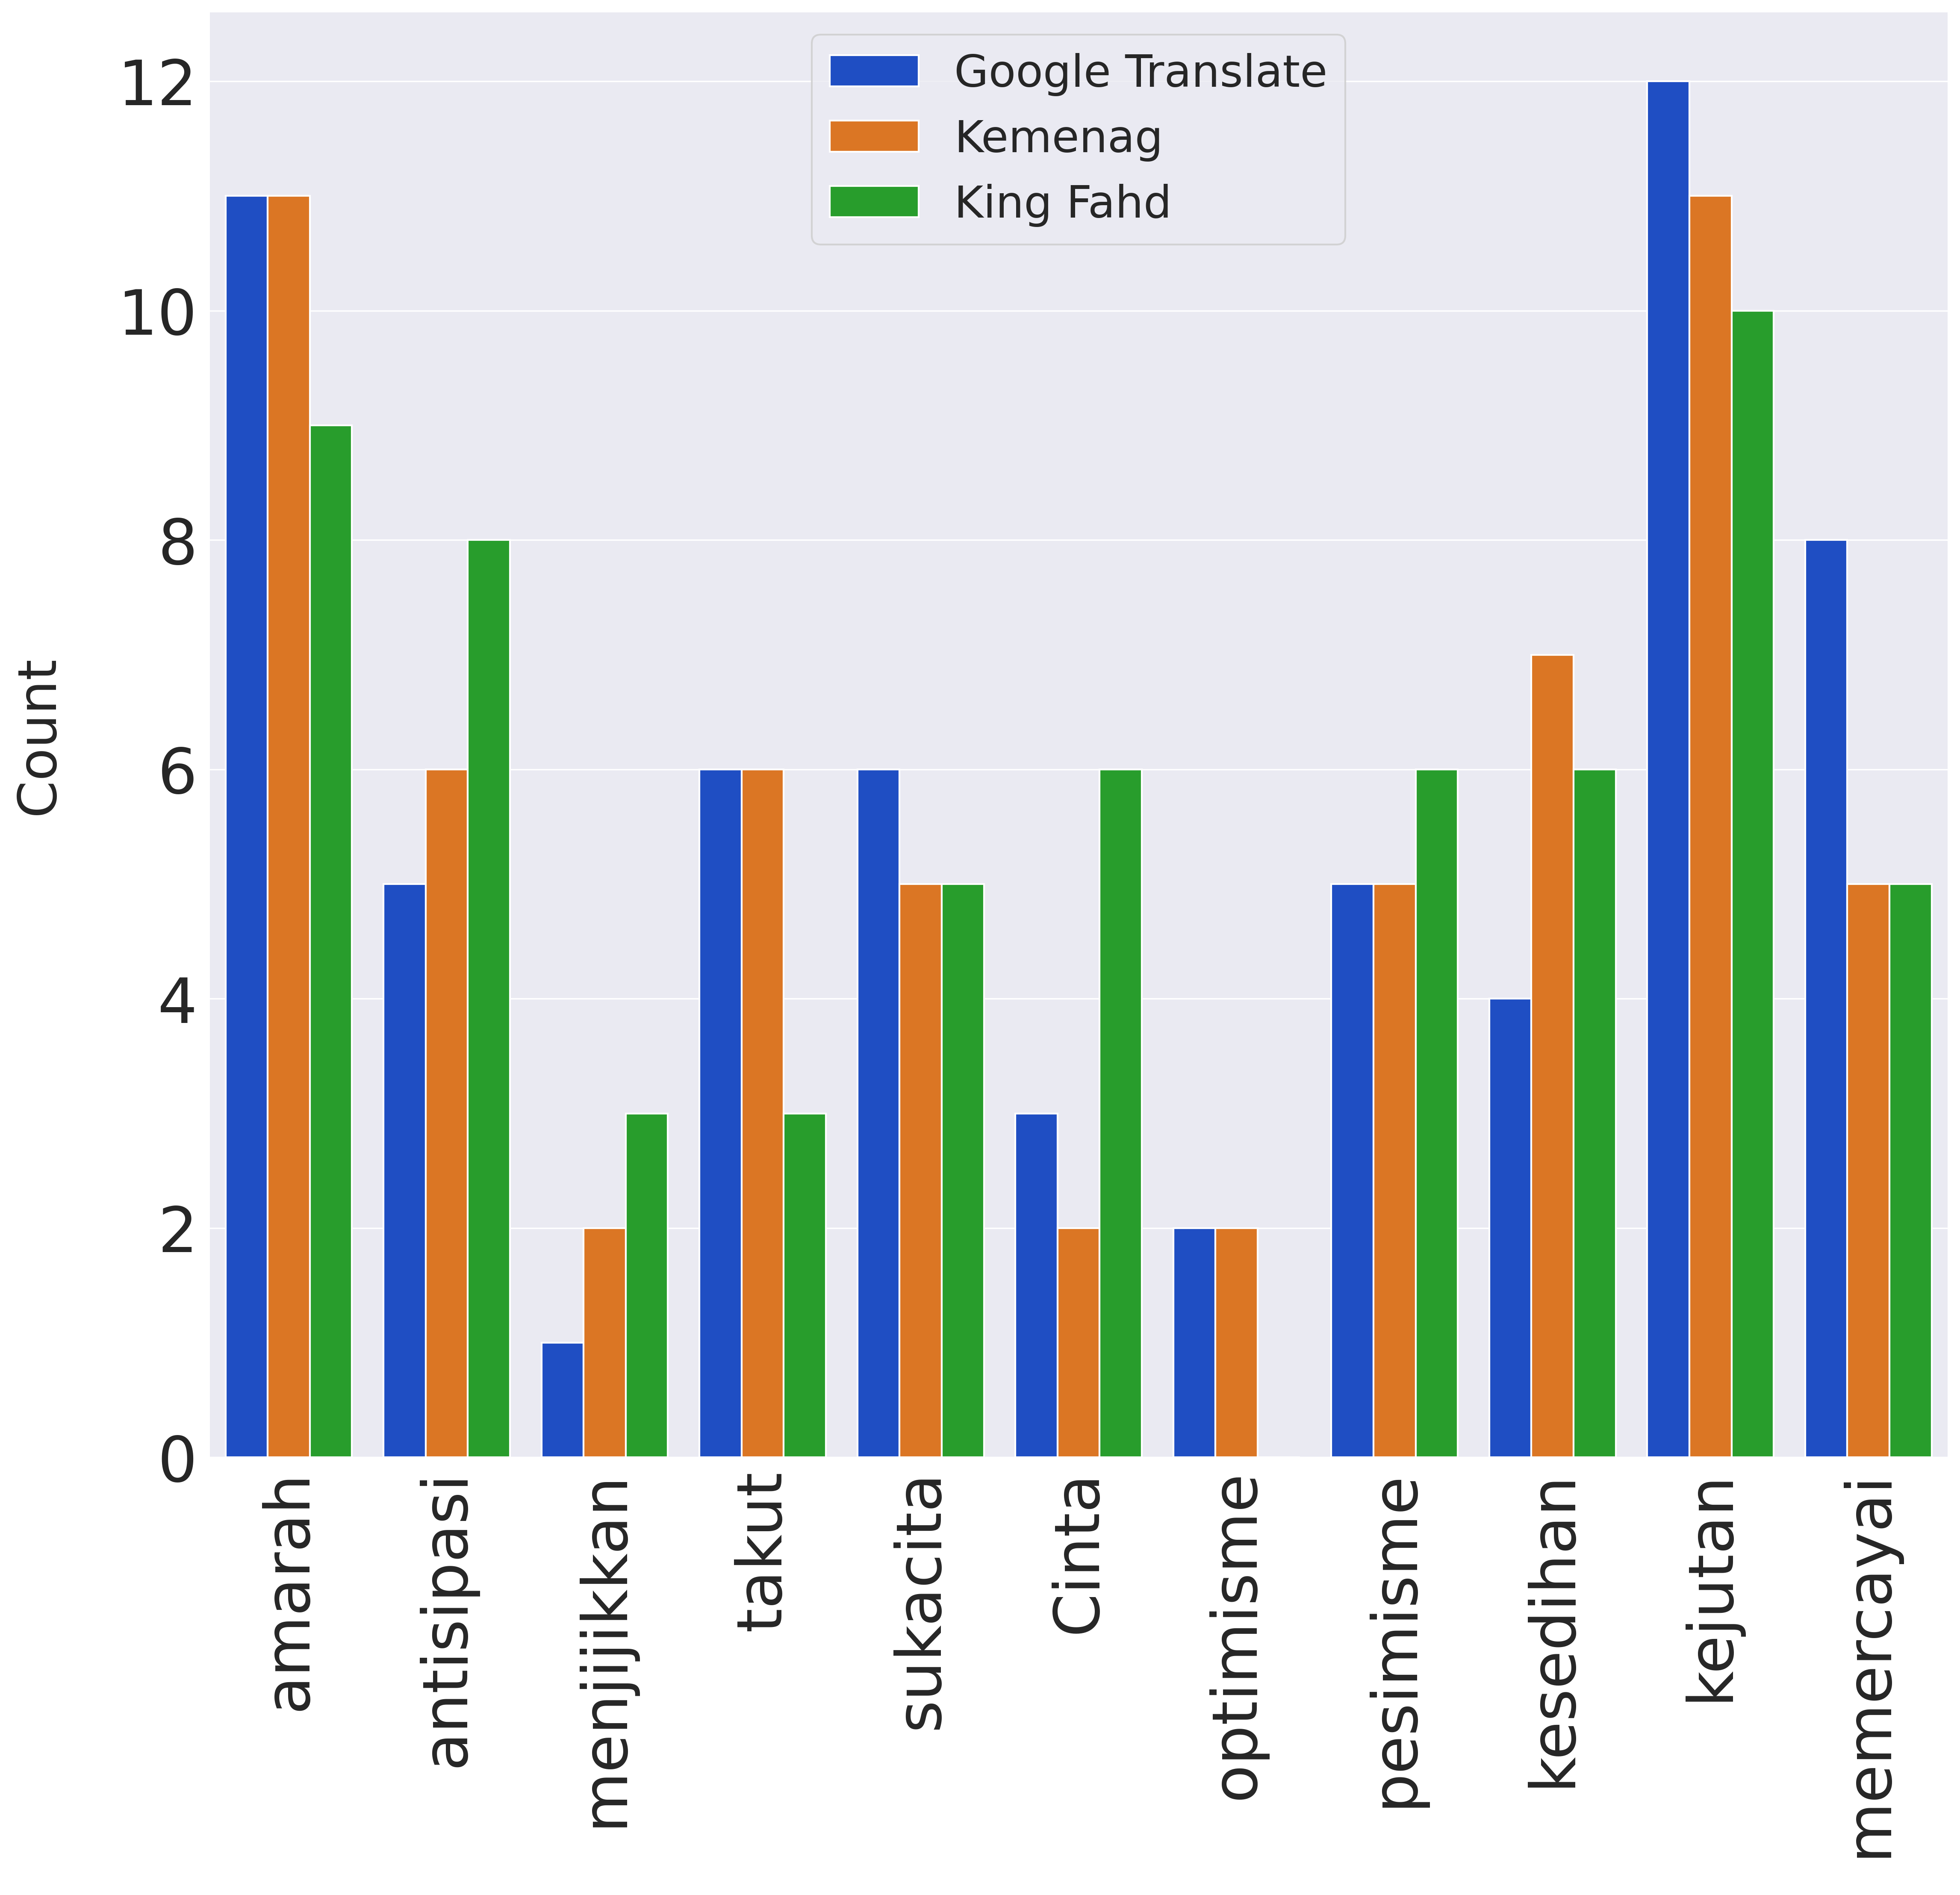 Google Translate
Kemenag
King Fahd
12
10
8
6
4
2
0
Count
amarah
antisipasi
menjijikkan
takut
sukacita
Cinta
optimisme
pesimisme
kesedihan
kejutan
memercayai